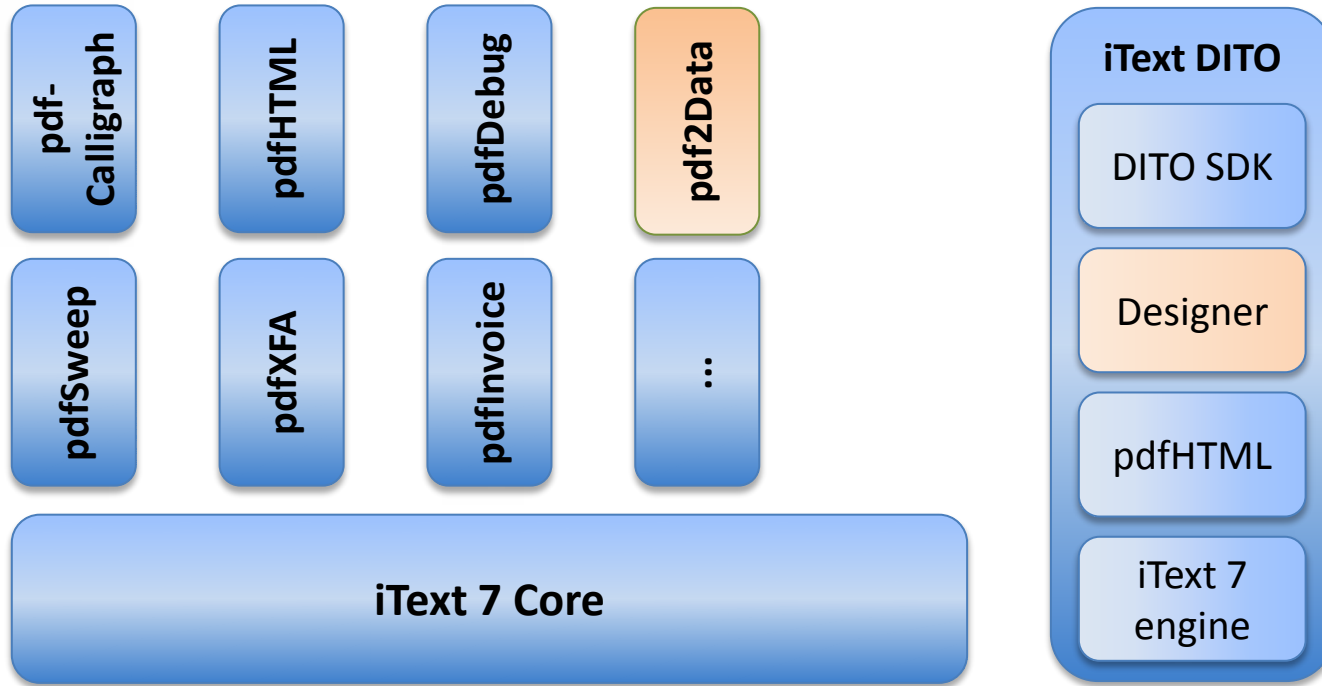 pdf-
Calligraph
pdfHTML
pdfDebug
pdf2Data
pdfSweep
pdfXFA
pdfInvoice
...
iText 7 Core
iText DITO
DITO SDK
Designer
pdfHTML
iText 7
engine